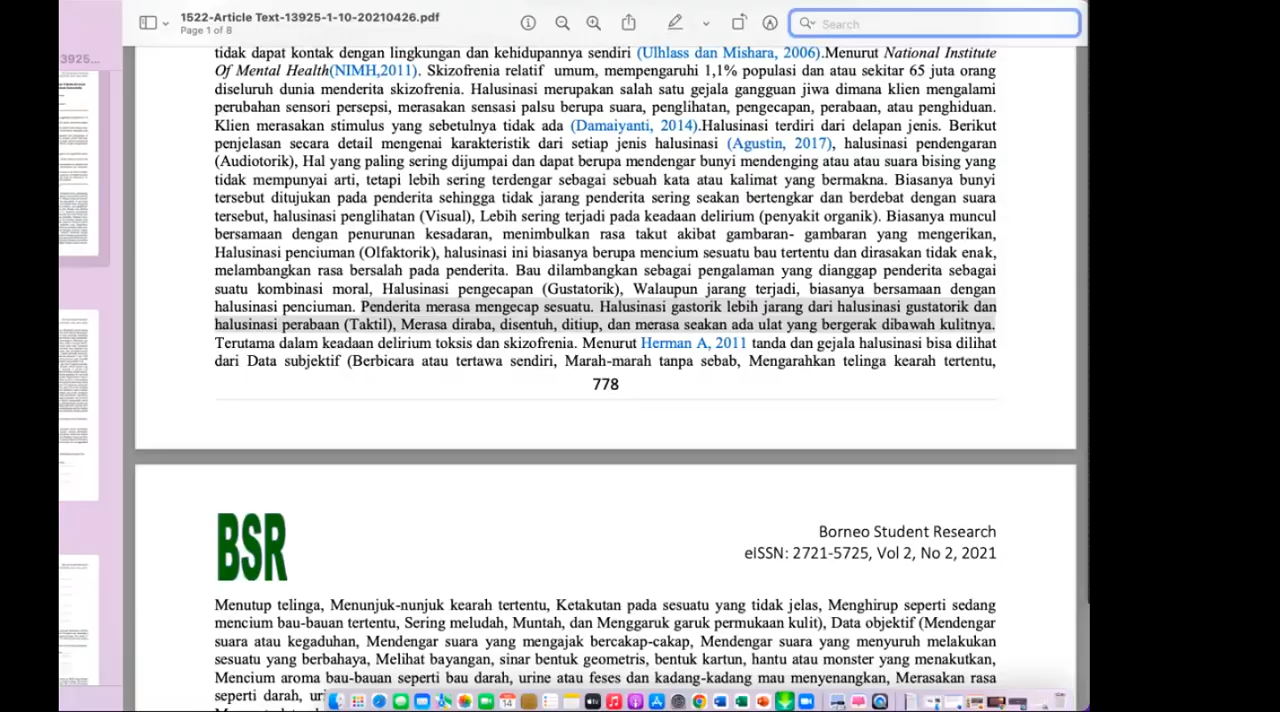 1522-Article Text-13925-1-10-20210426.pdf
Page 1 of 8
Search
3925...
tidak dapat kontak dengan lingkungan dan kehidupannya sendiri (Ulhlass dan Mishara, 2006).Menurut National Institute
Of Mental Health(NIMH,2011). Skizofrenia aktif umur mempengaruhi 1,1% populasi dan atau sekitar 65 juta orang
diseluruh dunia menderita skizofrenia. Halusinasi merupakan salah satu gejala gangguan jiwa dimana klien mengalami
perubahan sensori persepsi, merasakan sensasi palsu berupa suara, penglihatan, pengecapan, perabaan, atau penghiduan.
Klien merasakan stimulus yang sebetulnya tidak ada (Damaiyanti, 2014).Halusinasi terdiri dari delapan jenis,berikut
penjelasan secara detail mengenai karakteristik dari setiap jenis halusinasi (Agustin, 2017), Halusinasi pendengaran
(Audiotorik), Hal yang paling sering dijumpai dapat berupa mendengar bunyi mendenging atau atau suara bising yang
tidak mempunyai arti, tetapi lebih sering terdengar sebagai sebuah kata atau kalimat yang bermakna. Biasanya bunyi
tersebut ditunjukkan pada penderita sehingga tidak jarang penderita sering seakan bertengkar dan berdebat dengan suara
tersebut, halusinasi penglihatan (Visual), Lebih sering terjadi pada keadaan delirium (penyakit organik). Biasanya muncul
bersamaan dengan penurunan kesadaran, menimbulkan rasa takut akibat gambaran- gambaran yang mengerikan,
Halusinasi penciuman (Olfaktorik), halusinasi ini biasanya berupa mencium sesuatu bau tertentu dan dirasakan tidak enak,
melambangkan rasa bersalah pada penderita. Bau dilambangkan sebagai pengalaman yang dianggap penderita sebagai
suatu kombinasi moral, Halusinasi pengecapan (Gustatorik), Walaupun jarang terjadi, biasanya bersamaan dengan
halusinasi penciuman, Penderita merasa mengecap sesuatu. Halusinasi gastorik lebih jarang dari halusinasi gustatorik dan
halusinasi perabaan (Taktil), Merasa diraba, disentuh, ditiup, dan merasakan ada ulat yang bergerak dibawah kulitnya.
Terutama dalam keadaan delirium toksis dan skizofrenia. Menurut Herman A, 2011 tanda dan gejala halusinasi bisa dilihat
dari Data subjektif (Berbicara atau tertawa sendiri, Marah-marah tanpa sebab, Mengarahkan telinga kearah tertentu,
778
BSR
Borneo Student Research
eISSN: 2721-5725, Vol 2, No 2, 2021
Menutup telinga, Menunjuk-nunjuk kearah tertentu, Ketakutan pada sesuatu yang tidak jelas, Menghirup seperti sedang
mencium bau-bauan tertentu, Sering meludah, Muntah, dan Menggaruk garuk permukaan kulit), Data objektif (Mendengar
suara atau kegaduhan, Mendengar suara yang mengajak bercakap-cakap, Mendengar suara yang menyuruh melakukan
sesuatu yang berbahaya, Melihat bayangan, sinar bentuk geometris, bentuk kartun, hantu atau monster yang menakutkan,
Mencium aroma bau-bauan seperti bau darah, urine atau feses dan kadang-kadang bau menyenangkan, Merasakan rasa
seperti darah, ur